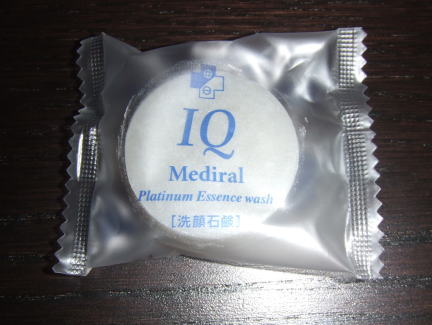 IQ
Mediral
Platinum Essence wash
[洗顔石鹸]